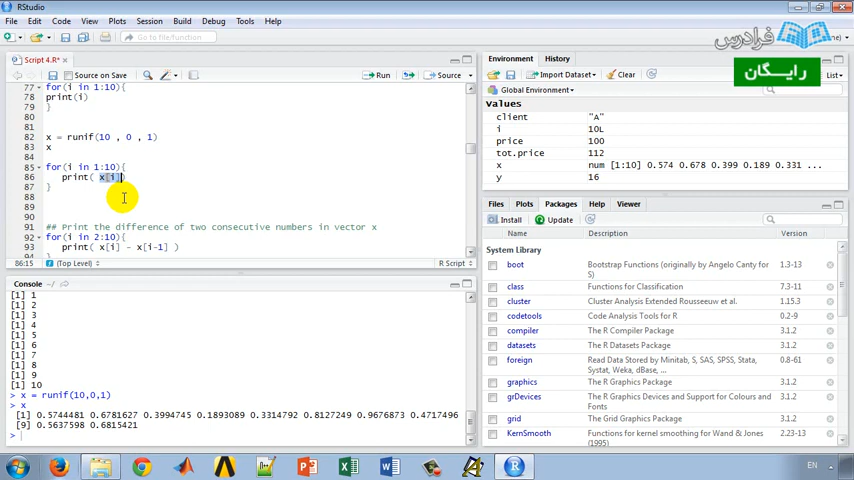 RStudio
File Edit Code View Plots Session Build Debug Tools Help
Go to file/function
فرادرس
رایـــگان
Script 4.R*
Source on Save
Run
Source
77 for(i in 1:10){
78 print(i)
79 }
80
81
82 x = runif(10 , 0 , 1)
83 x
84
85 for(i in 1:10){
86 print( x[i])
87 }
88
89
90
91 ## Print the difference of two consecutive numbers in vector x
92 for(i in 2:10){
93 print( x[i] - x[i-1] )
94 }
86:15 (Top Level) R Script
Console ~/
[1] 1
[1] 2
[1] 3
[1] 4
[1] 5
[1] 6
[1] 7
[1] 8
[1] 9
[1] 10
> x = runif(10,0,1)
> x
[1] 0.5744481 0.6781627 0.3994745 0.1893089 0.3314792 0.8127249 0.9676873 0.4717496
[9] 0.5637598 0.6815421
>
Environment History
Import Dataset Clear List
Global Environment
Values
client "A"
i 10L
price 100
tot.price 112
x num [1:10] 0.574 0.678 0.399 0.189 0.331 ...
y 16
Files Plots Packages Help Viewer
Install Update
Name Description Version
System Library
boot Bootstrap Functions (originally by Angelo Canty for S) 1.3-13
class Functions for Classification 7.3-11
cluster Cluster Analysis Extended Rousseeuw et al. 1.15.3
codetools Code Analysis Tools for R 0.2-9
compiler The R Compiler Package 3.1.2
datasets The R Datasets Package 3.1.2
foreign Read Data Stored by Minitab, S, SAS, SPSS, Stata, Systat, Weka, dBase, ... 0.8-61
graphics The R Graphics Package 3.1.2
grDevices The R Graphics Devices and Support for Colours and Fonts 3.1.2
grid The Grid Graphics Package 3.1.2
KernSmooth Functions for kernel smoothing for Wand & Jones (1995) 2.23-13
EN